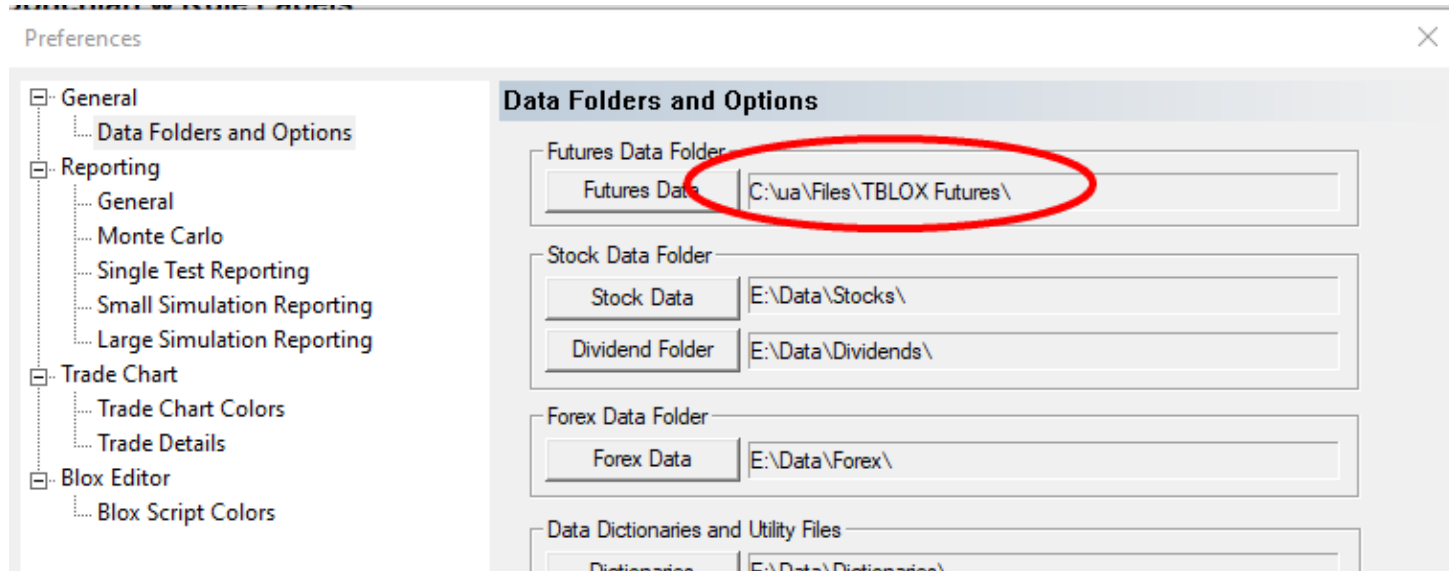 Preferences
General
Data Folders and Options
Reporting
General
Monte Carlo
Single Test Reporting
Small Simulation Reporting
Large Simulation Reporting
Trade Chart
Trade Chart Colors
Trade Details
Blox Editor
Blox Script Colors
Data Folders and Options
Futures Data Folder
Futures Data C:\ua\Files\TBLOX Futures\
Stock Data Folder
Stock Data E:\Data\Stocks\
Dividend Folder E:\Data\Dividends\
Forex Data Folder
Forex Data E:\Data\Forex\
Data Dictionaries and Utility Files
Dictionaries E:\Data\Dictionaries\